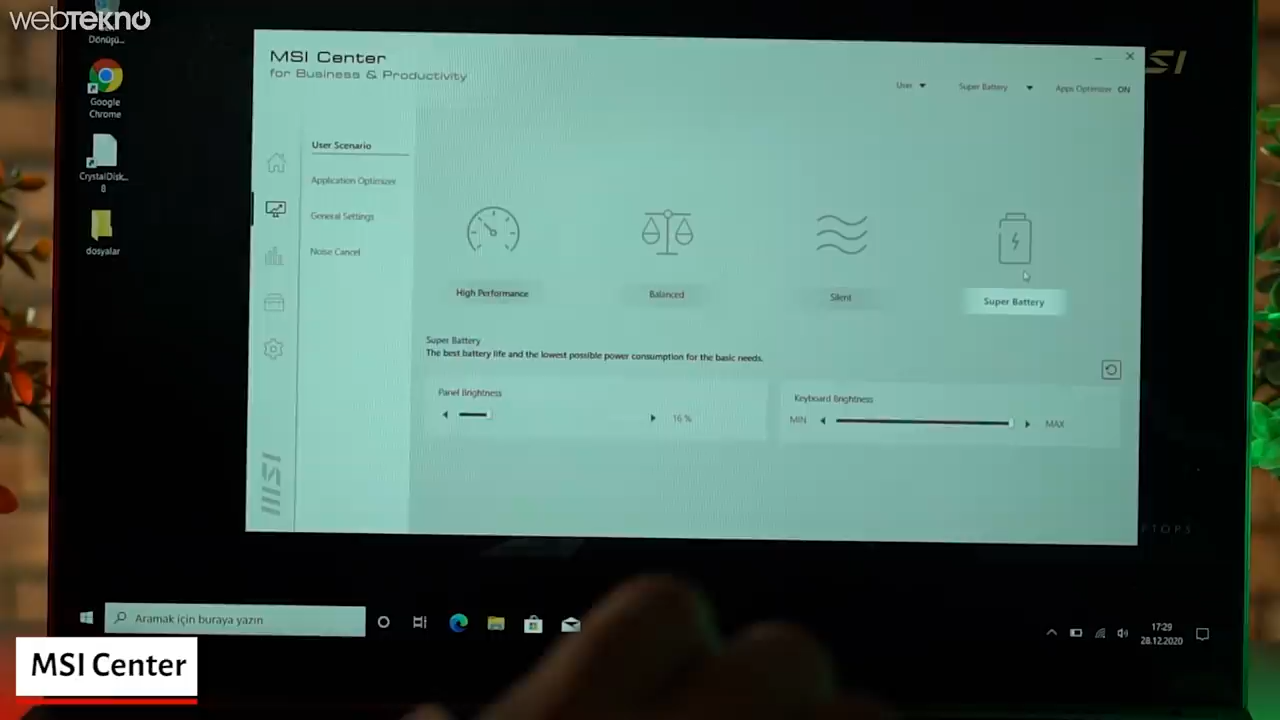 webtekno
Dönüşü...
Google
Chrome
CrystalDisk...
8
dosyalar
MSI Center
for Business & Productivity
User
Super Battery
Apps Optimizer ON
User Scenario
Application Optimizer
General Settings
Noise Cancel
High Performance
Balanced
Silent
Super Battery
Super Battery
The best battery life and the lowest possible power consumption for the basic needs.
Panel Brightness
16 %
Keyboard Brightness
MIN
MAX
msi
Aramak için buraya yazın
17:29
28.12.2020
MSI Center